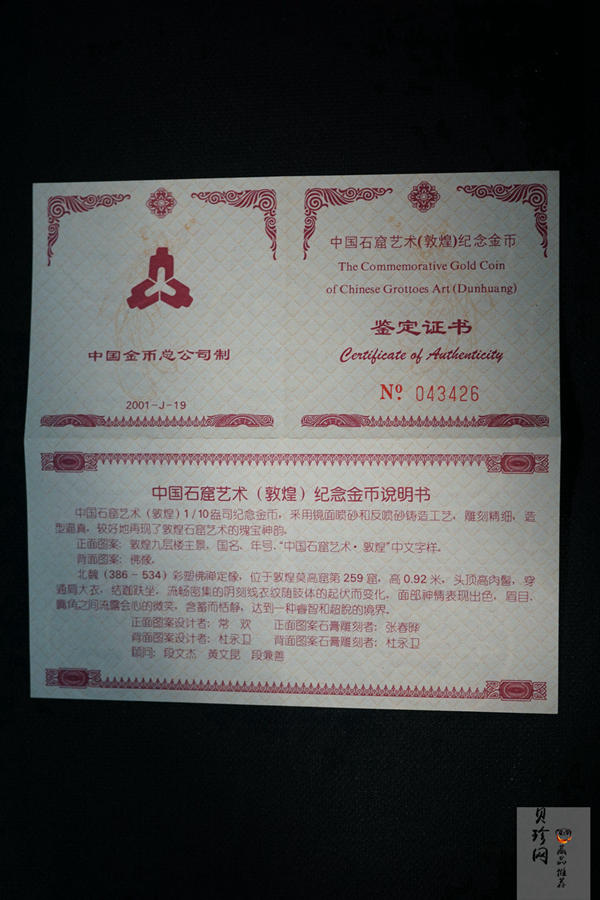 中国金币总公司制
2001-J-19
中国石窟艺术(敦煌)纪念金币
The Commemorative Gold Coin
of Chinese Grottoes Art (Dunhuang)
鉴定证书
Certificate of Authenticity
Nº 043426
中国石窟艺术（敦煌）纪念金币说明书
中国石窟艺术（敦煌）1/10盎司纪念金币，采用镜面喷砂和反喷砂铸造工艺，雕刻精细，造
型逼真，较好地再现了敦煌石窟艺术的瑰宝神韵。
正面图案：敦煌九层楼主景，国名、年号、“中国石窟艺术·敦煌”中文字样。
背面图案：佛像。
北魏（386-534）彩塑佛禅定像，位于敦煌莫高窟第259窟，高0.92米，头顶高肉髻，穿
通肩大衣，结跏趺坐，流畅密集的阴刻线衣纹随肢体的起伏而变化，面部神情表现出色，眉目、
嘴角之间流露会心的微笑，含蓄而恬静，达到一种睿智和超脱的境界。
正面图案设计者：常 欢 正面图案石膏雕刻者：张春晔
背面图案设计者：杜永卫 背面图案石膏雕刻者：杜永卫
顾问：段文杰 黄文昆 段兼善
贝珍网
藏品推荐